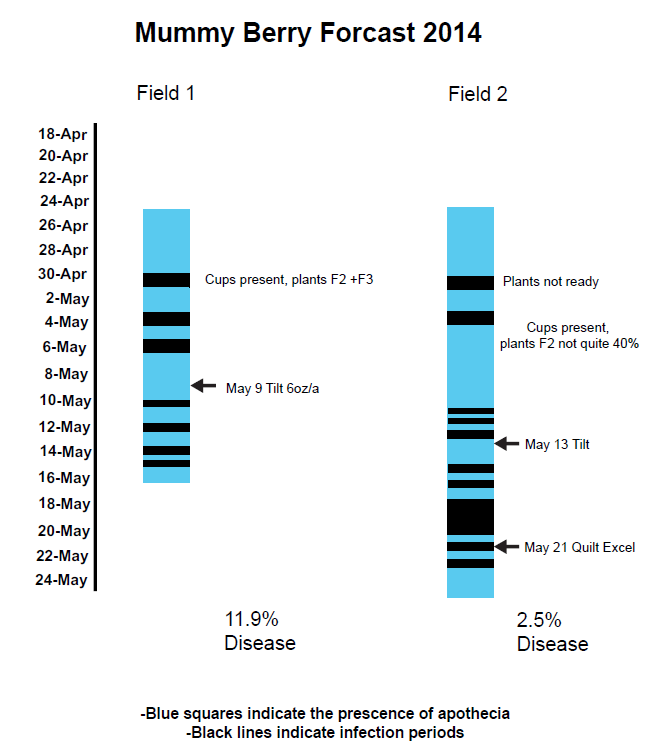 Mummy Berry Forcast 2014
Field 1
Field 2
18-Apr
20-Apr
22-Apr
24-Apr
26-Apr
28-Apr
30-Apr
2-May
4-May
6-May
8-May
10-May
12-May
14-May
16-May
18-May
20-May
22-May
24-May
Cups present, plants F2 +F3
May 9 Tilt 6oz/a
Plants not ready
Cups present,
plants F2 not quite 40%
May 13 Tilt
May 21 Quilt Excel
11.9%
Disease
2.5%
Disease
-Blue squares indicate the prescence of apothecia
-Black lines indicate infection periods